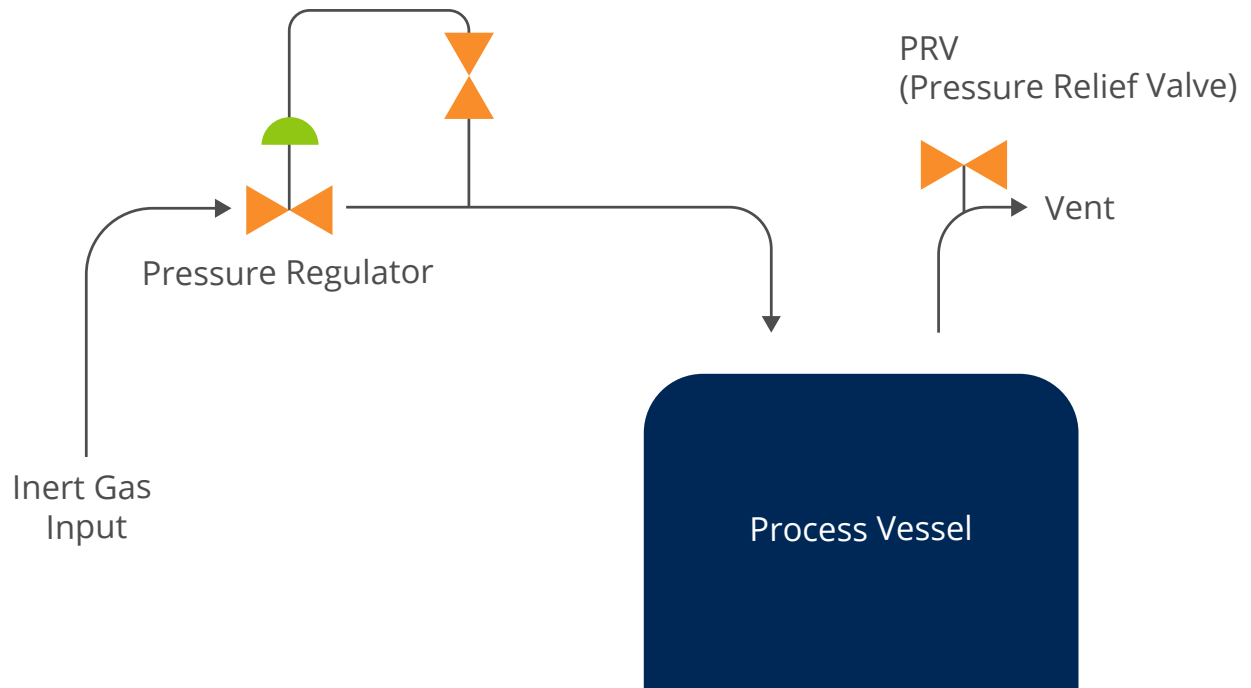 PRV
(Pressure Relief Valve)
Vent
Pressure Regulator
Inert Gas
Input
Process Vessel